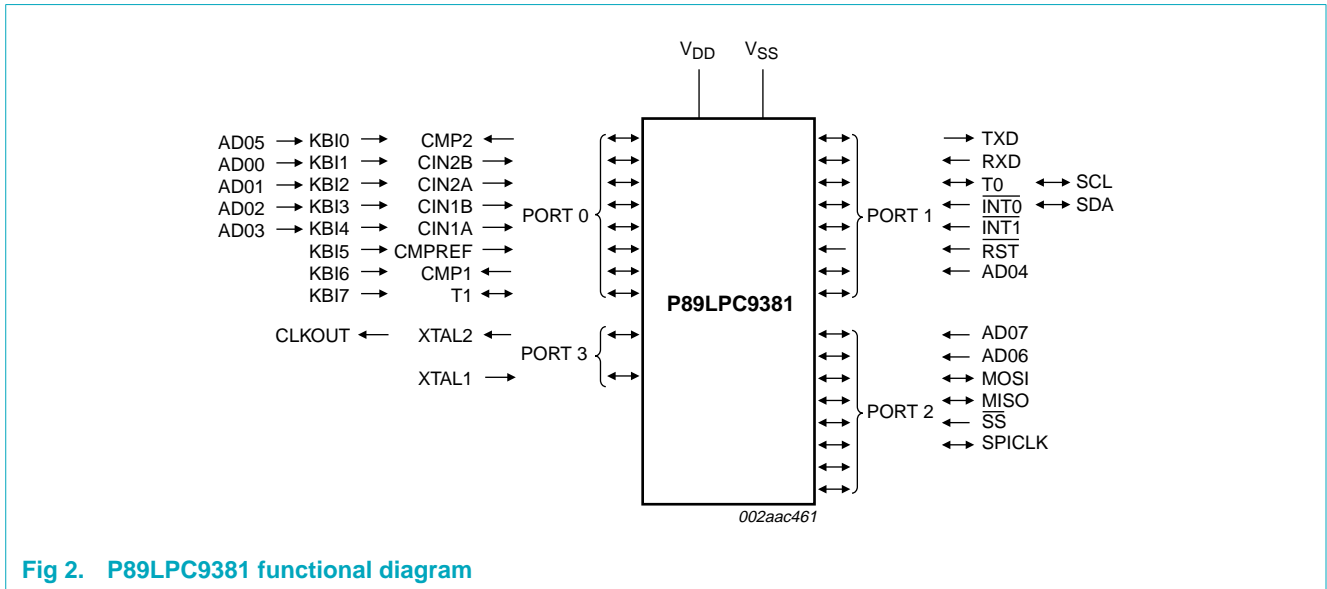 VDD VSS
AD05 KBI0 CMP2 TXD
AD00 KBI1 CIN2B RXD
AD01 KBI2 CIN2A T0 SCL
AD02 KBI3 CIN1B INT0 SDA
PORT 0 PORT 1
AD03 KBI4 CIN1A INT1
KBI5 CMPREF RST
KBI6 CMP1 AD04
KBI7 T1
P89LPC9381
CLKOUT XTAL2 AD07
PORT 3 AD06
XTAL1 MOSI
MISO
PORT 2
SS
SPICLK
002aac461
Fig 2. P89LPC9381 functional diagram